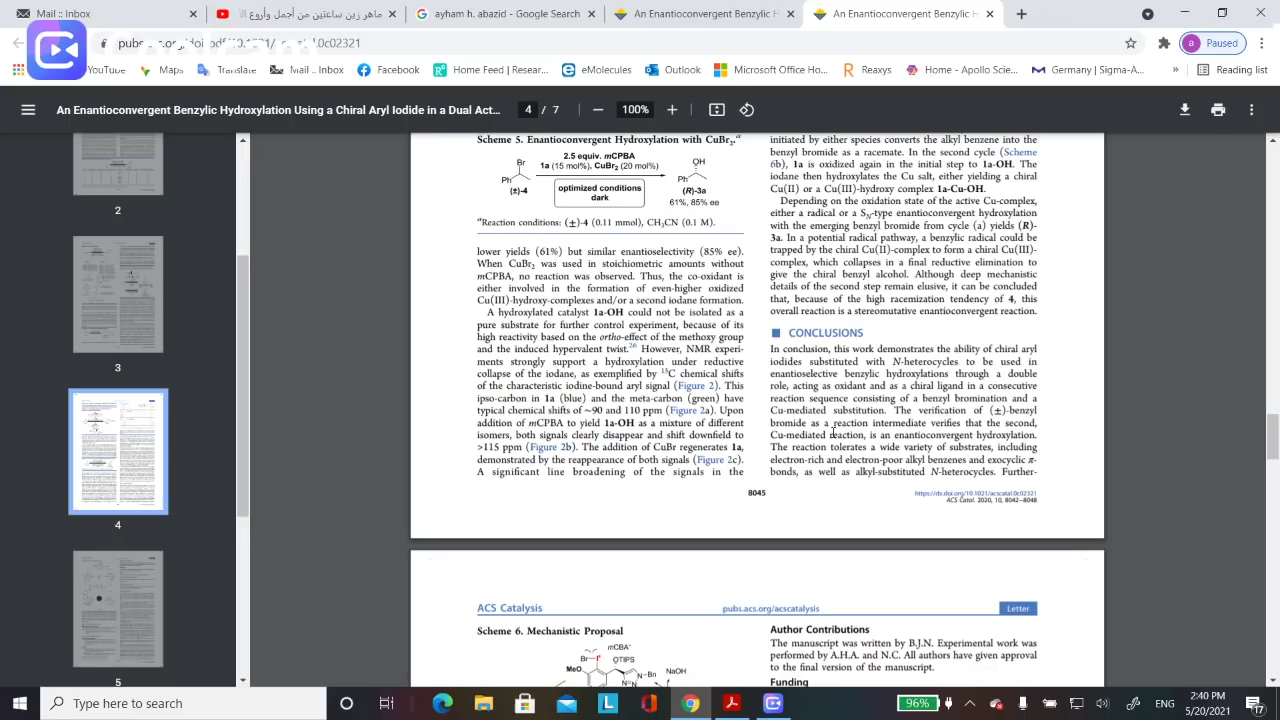 ayham - Google Search
An Enantioconvergent Benzylic H
An Enantioconvergent Benzylic H
Paused
YouTube
Maps
Translate
Mail :: Inbox
Facebook
Home Feed | Resear...
eMolecules
Outlook
Microsoft Office Ho...
Reaxys
Home - Apollo Scie...
Germany | Sigma-A...
»
Reading list
An Enantioconvergent Benzylic Hydroxylation Using a Chiral Aryl Iodide in a Dual Act...
4 / 7
100%
2
3
4
5
Scheme 5. Enantioconvergent Hydroxylation with CuBr2.a
Br
Ph
(±)-4
2.5 equiv. mCPBA
1a (15 mol%), CuBr2 (20 mol%)
optimized conditions
dark
OH
Ph
(R)-3a
61%, 85% ee
aReaction conditions: (±)-4 (0.11 mmol), CH3CN (0.1 M).
lower yields (61%) but similar enantioselectivity (85% ee).
When CuBr2 was used in stoichiometric amounts without
mCPBA, no reaction was observed. Thus, the co-oxidant is
either involved in the formation of even-higher oxidized
Cu(III)-hydroxy-complexes and/or a second iodane formation.
A hydroxylated catalyst 1a-OH could not be isolated as a
pure substrate for further control experiment, because of its
high reactivity based on the ortho-effect of the methoxy group
and the induced hypervalent twist.26 However, NMR experi-
ments strongly support a hydroxylation under reductive
collapse of the iodane, as exemplified by 13C chemical shifts
of the characteristic iodine-bound aryl signal (Figure 2). This
ipso-carbon in 1a (blue) and the meta-carbon (green) have
typical chemical shifts of ~90 and 110 ppm (Figure 2a). Upon
addition of mCPBA to yield 1a-OH as a mixture of different
isomers, both signals clearly disappear and shift downfield to
>115 ppm (Figure 2b). The addition of CuBr regenerates 1a,
demonstrated by the reappearance of both signals (Figure 2c).
A significant line broadening of the signals in the
initiated by either species converts the alkyl benzene into the
benzyl bromide as a racemate. In the second cycle (Scheme
6b), 1a is oxidized again in the initial step to 1a-OH. The
iodane then hydroxylates the Cu salt, either yielding a chiral
Cu(II) or a Cu(III)-hydroxy complex 1a-Cu-OH.
Depending on the oxidation state of the active Cu-complex,
either a radical or a SN-type enantioconvergent hydroxylation
with the emerging benzyl bromide from cycle (a) yields (R)-
3a. In a potential radical pathway, a benzylic radical could be
trapped by the chiral Cu(II)-complex to form a chiral Cu(III)-
complex, which collapses in a final reductive elimination to
give the chiral benzyl alcohol. Although deep mechanistic
details of the second step remain elusive, it can be concluded
that, because of the high racemization tendency of 4, this
overall reaction is a stereomutative enantioconvergent reaction.
CONCLUSIONS
In conclusion, this work demonstrates the ability of chiral aryl
iodides substituted with N-heterocycles to be used in
enantioselective benzylic hydroxylations through a double
role, acting as oxidant and as a chiral ligand in a consecutive
reaction sequence consisting of a benzyl bromination and a
Cu-mediated substitution. The verification of (±)-benzyl
bromide as a reaction intermediate verifies that the second,
Cu-mediated reaction, is an enantioconvergent hydroxylation.
The reaction tolerates a wide variety of substrates, including
electron-rich and electron-poor alkyl benzenes and exocyclic π-
bonds, as well as alkyl-substituted N-heterocycles. Further-
8045
https://dx.doi.org/10.1021/acscatal.0c02321
ACS Catal. 2020, 10, 8042−8048
ACS Catalysis
pubs.acs.org/acscatalysis
Letter
Scheme 6. Mechanistic Proposal
mCBA-
Br
I+
OTIPS
MeO
N-Bn
N=N
NaOH
Author Contributions
The manuscript was written by B.J.N. Experimental work was
performed by A.H.A. and N.C. All authors have given approval
to the final version of the manuscript.
Funding
Type here to search
96%
ENG
2:40 PM
5/20/2021